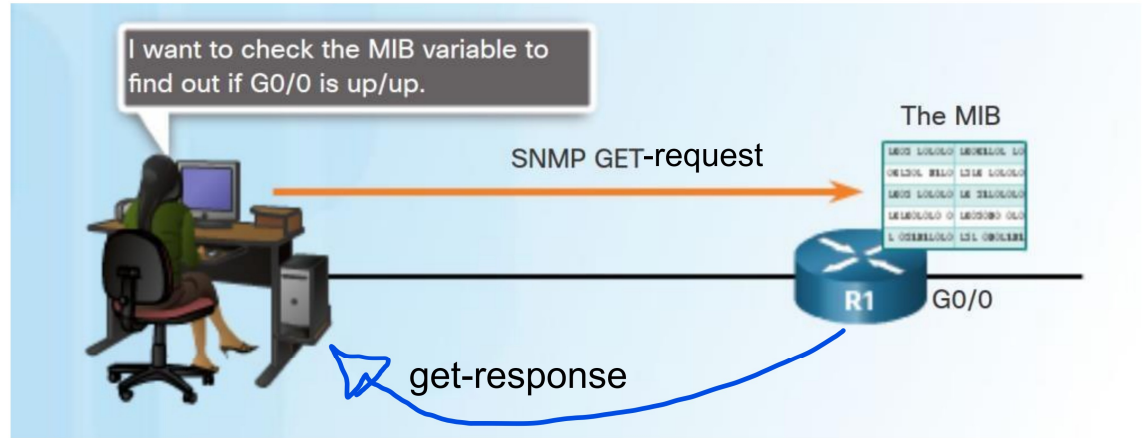 I want to check the MIB variable to
find out if G0/0 is up/up.
The MIB
SNMP GET-request
R1
G0/0
get-response